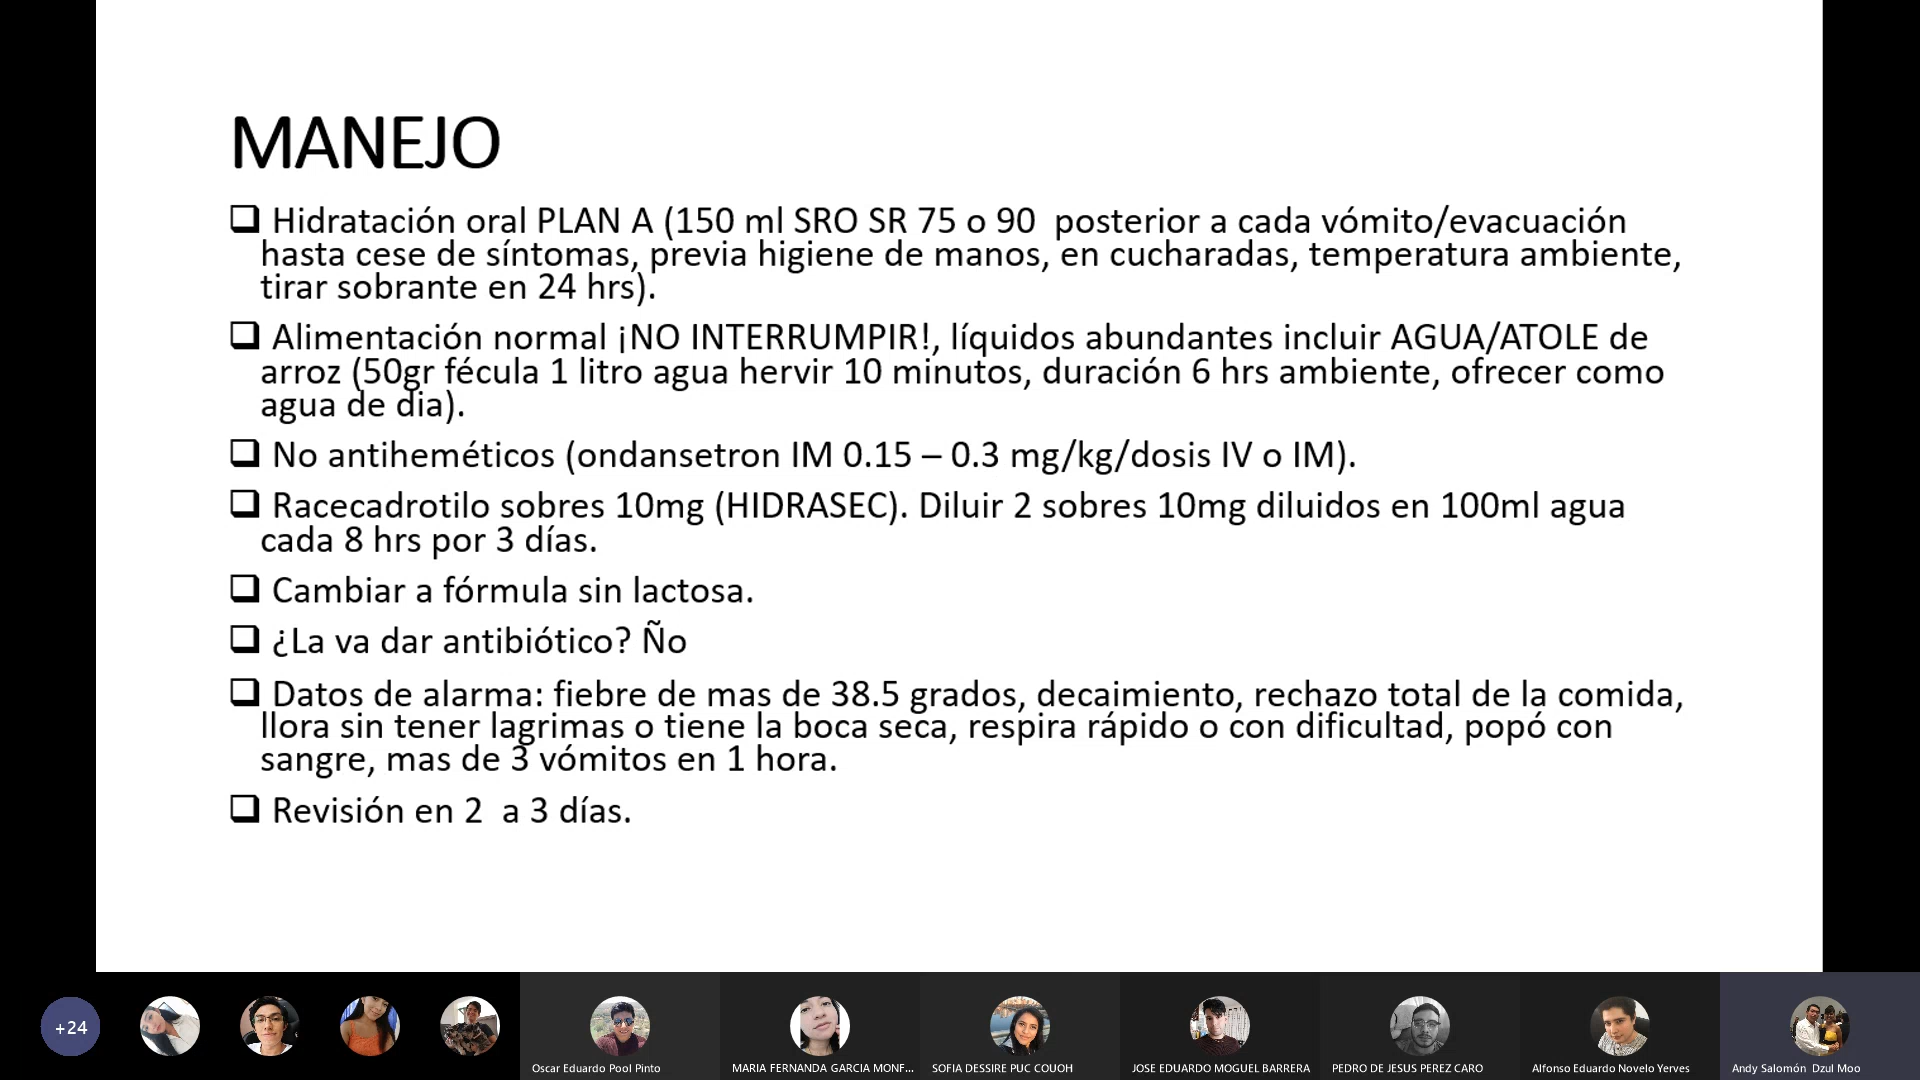 MANEJO
Hidratación oral PLAN A (150 ml SRO SR 75 o 90 posterior a cada vómito/evacuación
hasta cese de síntomas, previa higiene de manos, en cucharadas, temperatura ambiente,
tirar sobrante en 24 hrs).
Alimentación normal ¡NO INTERRUMPIR!, líquidos abundantes incluir AGUA/ATOLE de
arroz (50gr fécula 1 litro agua hervir 10 minutos, duración 6 hrs ambiente, ofrecer como
agua de dia).
No antiheméticos (ondansetron IM 0.15 – 0.3 mg/kg/dosis IV o IM).
Racecadrotilo sobres 10mg (HIDRASEC). Diluir 2 sobres 10mg diluidos en 100ml agua
cada 8 hrs por 3 días.
Cambiar a fórmula sin lactosa.
¿La va dar antibiótico? Ño
Datos de alarma: fiebre de mas de 38.5 grados, decaimiento, rechazo total de la comida,
llora sin tener lagrimas o tiene la boca seca, respira rápido o con dificultad, popó con
sangre, mas de 3 vómitos en 1 hora.
Revisión en 2 a 3 días.
+24
Oscar Eduardo Pool Pinto
MARIA FERNANDA GARCIA MONF...
SOFIA DESSIRE PUC COUOH
JOSE EDUARDO MOGUEL BARRERA
PEDRO DE JESUS PEREZ CARO
Alfonso Eduardo Novelo Yerves
Andy Salomón Dzul Moo